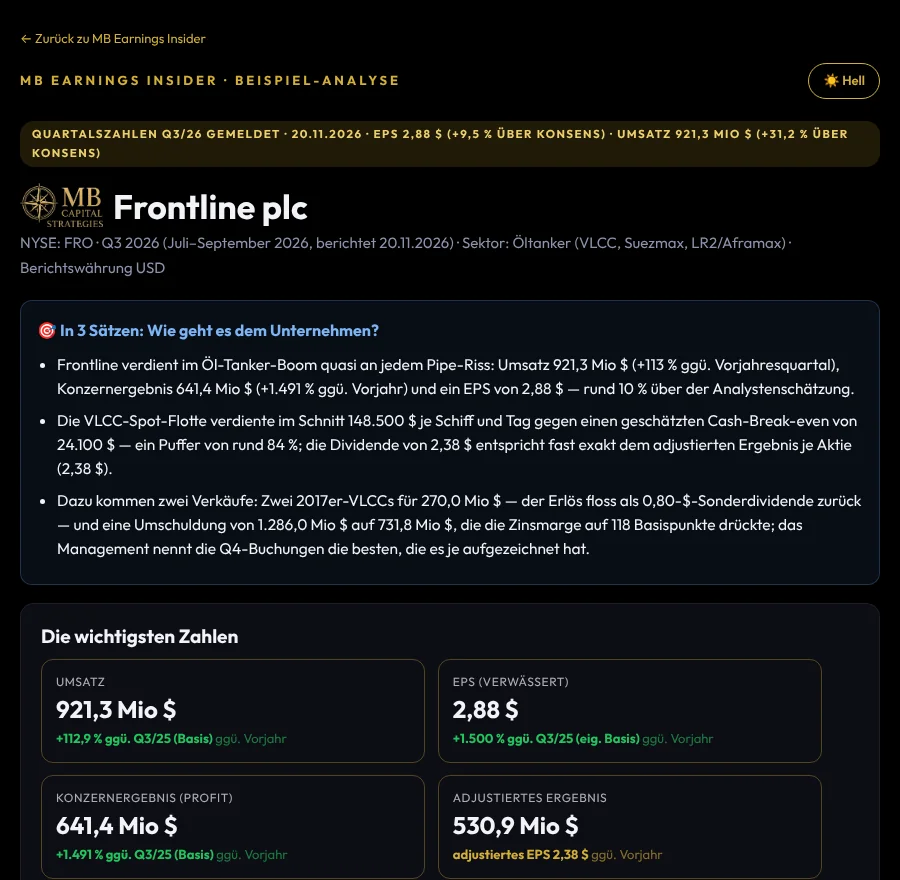 ← Zurück zu MB Earnings Insider
MB EARNINGS INSIDER · BEISPIEL-ANALYSE
☀️ Hell
QUARTALSZAHLEN Q3/26 GEMELDET · 20.11.2026 · EPS 2,88 $ (+9,5 % ÜBER KONSENS) · UMSATZ 921,3 MIO $ (+31,2 % ÜBER
KONSENS)
MB
CAPITAL
STRATEGIES
Frontline plc
NYSE: FRO · Q3 2026 (Juli–September 2026, berichtet 20.11.2026) · Sektor: Öltanker (VLCC, Suezmax, LR2/Aframax) ·
Berichtswährung USD
🎯 In 3 Sätzen: Wie geht es dem Unternehmen?
• Frontline verdient im Öl-Tanker-Boom quasi an jedem Pipe-Riss: Umsatz 921,3 Mio $ (+113 % ggü. Vorjahresquartal),
Konzernergebnis 641,4 Mio $ (+1.491 % ggü. Vorjahr) und ein EPS von 2,88 $ — rund 10 % über der Analystenschätzung.
• Die VLCC-Spot-Flotte verdiente im Schnitt 148.500 $ je Schiff und Tag gegen einen geschätzten Cash-Break-even von
24.100 $ — ein Puffer von rund 84 %; die Dividende von 2,38 $ entspricht fast exakt dem adjustierten Ergebnis je Aktie
(2,38 $).
• Dazu kommen zwei Verkäufe: Zwei 2017er-VLCCs für 270,0 Mio $ — der Erlös floss als 0,80-$-Sonderdividende zurück
— und eine Umschuldung von 1.286,0 Mio $ auf 731,8 Mio $, die die Zinsmarge auf 118 Basispunkte drückte; das
Management nennt die Q4-Buchungen die besten, die es je aufgezeichnet hat.
Die wichtigsten Zahlen
UMSATZ
921,3 Mio $
+112,9 % ggü. Q3/25 (Basis) ggü. Vorjahr
EPS (VERWÄSSERT)
2,88 $
+1.500 % ggü. Q3/25 (eig. Basis) ggü. Vorjahr
KONZERNERGEBNIS (PROFIT)
641,4 Mio $
+1.491 % ggü. Q3/25 (Basis) ggü. Vorjahr
ADJUSTIERTES ERGEBNIS
530,9 Mio $
adjustiertes EPS 2,38 $ ggü. Vorjahr